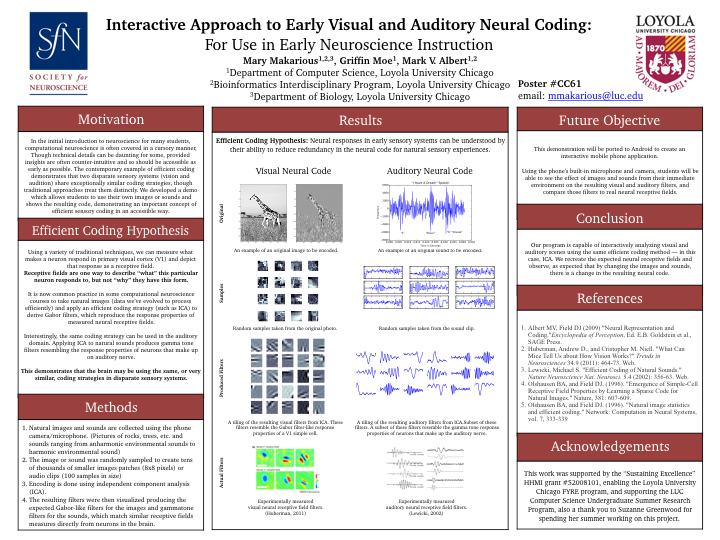 SfN
SOCIETY for
NEUROSCIENCE
Interactive Approach to Early Visual and Auditory Neural Coding:
For Use in Early Neuroscience Instruction
Mary Makarious1,2,3, Griffin Moe1, Mark V. Albert1,2
1Department of Computer Science, Loyola University Chicago
2Bioinformatics Interdisciplinary Program, Loyola University Chicago
3Department of Biology, Loyola University Chicago
Poster #CC61
email: mmakarious@luc.edu
LOYOLA
UNIVERSITY CHICAGO
1870
AD•MAJOREM•DEI•GLORIAM
Motivation
In the initial introduction to neuroscience for many students,
computational neuroscience is often covered in a cursory manner,
Though technical details can be daunting for some, provided
insights are often counter-intuitive and so should be available as
early as possible. The contemporary example of efficient coding
demonstrates that two disparate sensory systems (vision and
audition) share exceptionally similar coding strategies, though
traditional approaches treat them distinctly. We developed a demo
which allows students to use their own images or sounds and
shows the resulting code, demonstrating an important concept of
efficient sensory coding in an accessible way.
Efficient Coding Hypothesis
Using a variety of traditional techniques, we can measure what
makes a neuron respond in primary visual cortex (V1) and depict
that response as a receptive field.
Receptive fields are one way to describe "what" this particular
neuron responds to, but not "why" they have this form.
It is now common practice in some computational neuroscience
courses to take natural images (data we've evolved to process
efficiently) and apply an efficient coding strategy (such as ICA) to
derive Gabor filters, which reproduce the response properties of
measured neural receptive fields.
Interestingly, the same coding strategy can be used in the auditory
domain. Applying ICA to natural sounds produces gamma tone
filters resembling the response properties of neurons that make up
on auditory nerve.
This demonstrates that the brain may be using the same, or very
similar, coding strategies in disparate sensory systems.
Methods
1. Natural images and sounds are collected using the phone
camera/microphone. (Pictures of rocks, trees, etc. and
sounds ranging from anharmonic environmental sounds to
harmonic environmental sound)
2. The image or sound was randomly sampled to create tens
of thousands of smaller images patches (8x8 pixels) or
audio clips (100 samples in size)
3. Encoding is done using independent component analysis
(ICA).
4. The resulting filters were then visualized producing the
expected Gabor-like filters for the images and gammatone
filters for the sounds, which match similar receptive fields
measures directly from neurons in the brain.
Results
Efficient Coding Hypothesis: Neural responses in early sensory systems can be understood by
their ability to reduce redundancy in the neural code for natural sensory experiences.
Visual Neural Code
Auditory Neural Code
Original
An example of an original image to be encoded.
An example of an original sound to be encoded.
Samples
Random samples taken from the original photo.
Random samples taken from the sound clip.
Produced Filters
A tiling of the resulting visual filters from ICA. These
filters resemble the Gabor filter-like response
properties of a V1 simple cell.
A tiling of the resulting auditory filters from ICA.Subset of these
filters. A subset of these filters resemble the gamma tone response
properties of neurons that make up the auditory nerve.
Actual Filters
Experimentally measured
visual neural receptive field filters.
(Huberman, 2011)
Experimentally measured
auditory neural receptive field filters.
(Lewicki, 2002)
Future Objective
This demonstration will be ported to Android to create an
interactive mobile phone application.
Using the phone's built-in microphone and camera, students will be
able to see the effect of images and sounds from their immediate
environment on the resulting visual and auditory filters, and
compare those filters to real neural receptive fields.
Conclusion
Our program is capable of interactively analyzing visual and
auditory scenes using the same efficient coding method — in this
case, ICA. We recreate the expected neural receptive fields and
observe, as expected, that by changing the images and sounds,
there is a change in the resulting neural code.
References
1. Albert MV, Field DJ (2009) "Neural Representation and
Coding."Encyclopedia of Perception, Ed. E.B. Goldstein et al.,
SAGE Press.
2. Huberman, Andrew D., and Cristopher M. Niell. "What Can
Mice Tell Us about How Vision Works?" Trends in
Neurosciences 34.9 (2011): 464-73. Web.
3. Lewicki, Michael S. "Efficient Coding of Natural Sounds."
Nature Neuroscience Nat. Neurosci. 5.4 (2002): 356-63. Web.
4. Olshausen BA, and Field DJ. (1996). "Emergence of Simple-Cell
Receptive Field Properties by Learning a Sparse Code for
Natural Images." Nature, 381: 607-609.
5. Olshausen BA, and Field DJ. (1996). "Natural image statistics
and efficient coding." Network: Computation in Neural Systems,
vol. 7, 333-339
Acknowledgements
This work was supported by the "Sustaining Excellence"
HHMI grant #52008101, enabling the Loyola University
Chicago FYRE program, and supporting the LUC
Computer Science Undergraduate Summer Research
Program, also a thank you to Suzanne Greenwood for
spending her summer working on this project.